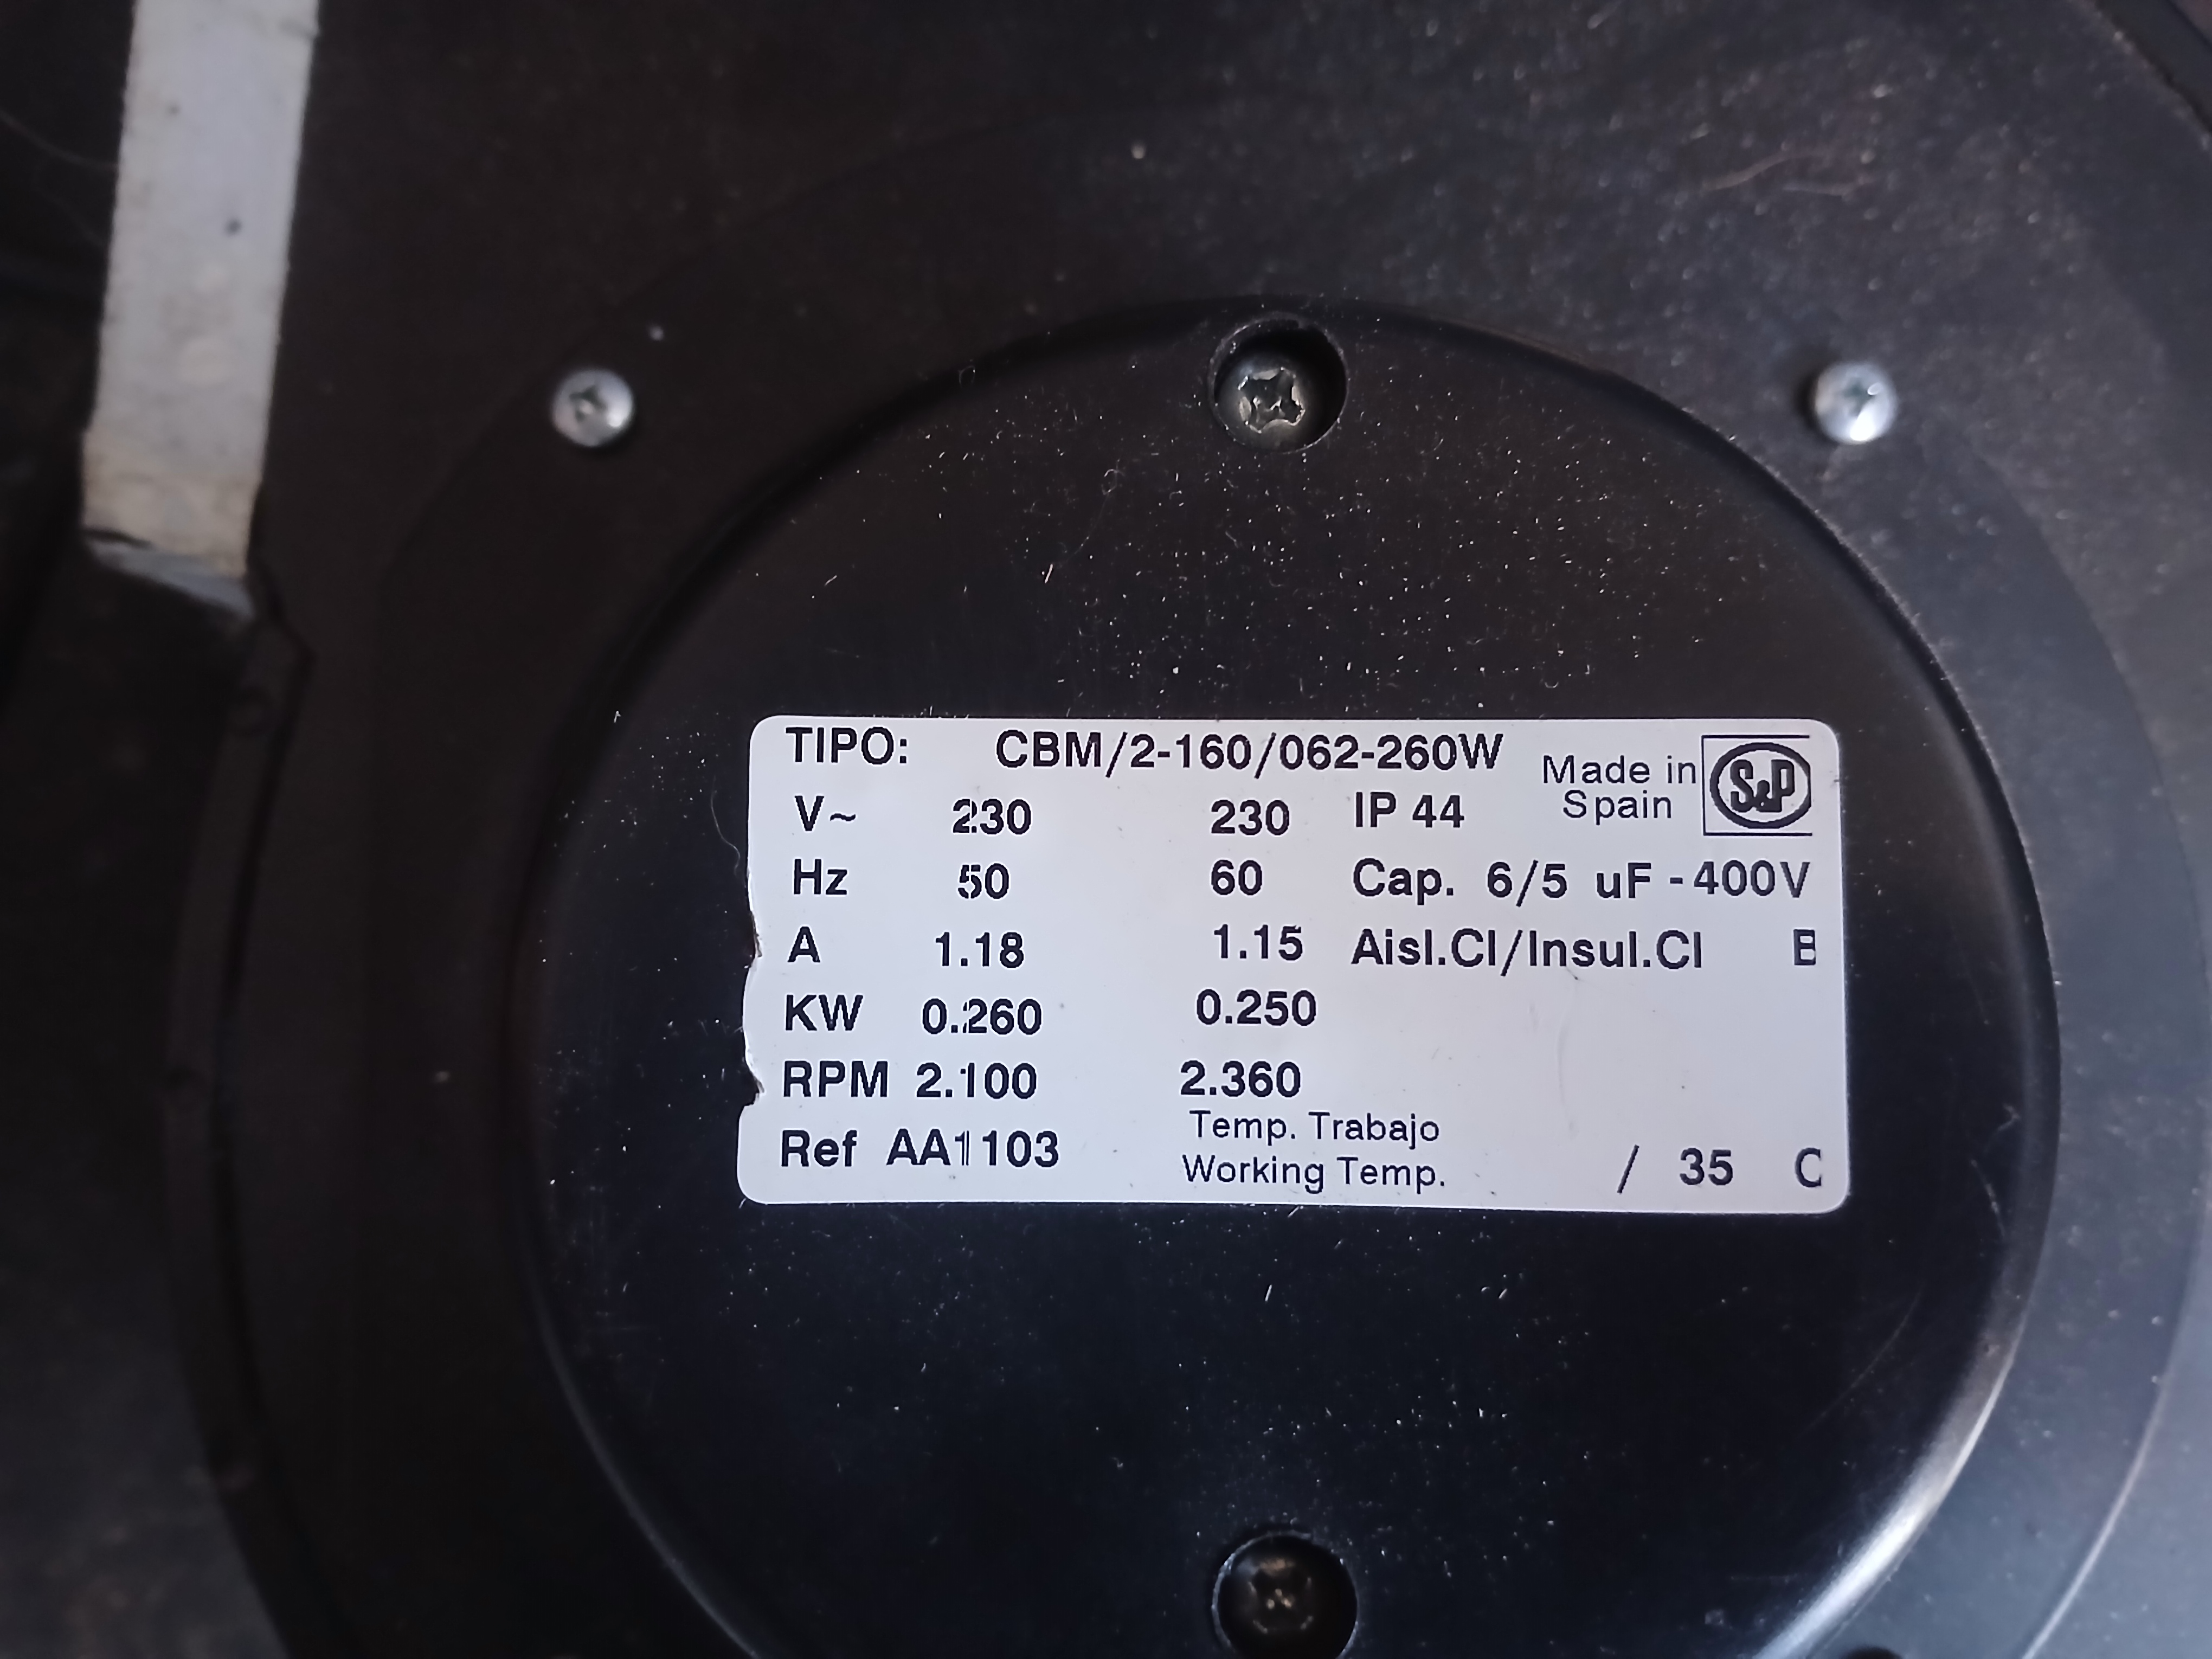 TIPO: CBM/2-160/062-260W Made in Spain S&P
V~ 230 230 IP 44
Hz 50 60 Cap. 6/5 uF - 400V
A 1.18 1.15 Aisl.Cl/Insul.Cl B
KW 0.260 0.250
RPM 2.100 2.360
Temp. Trabajo
Ref AA1103 Working Temp. / 35 C